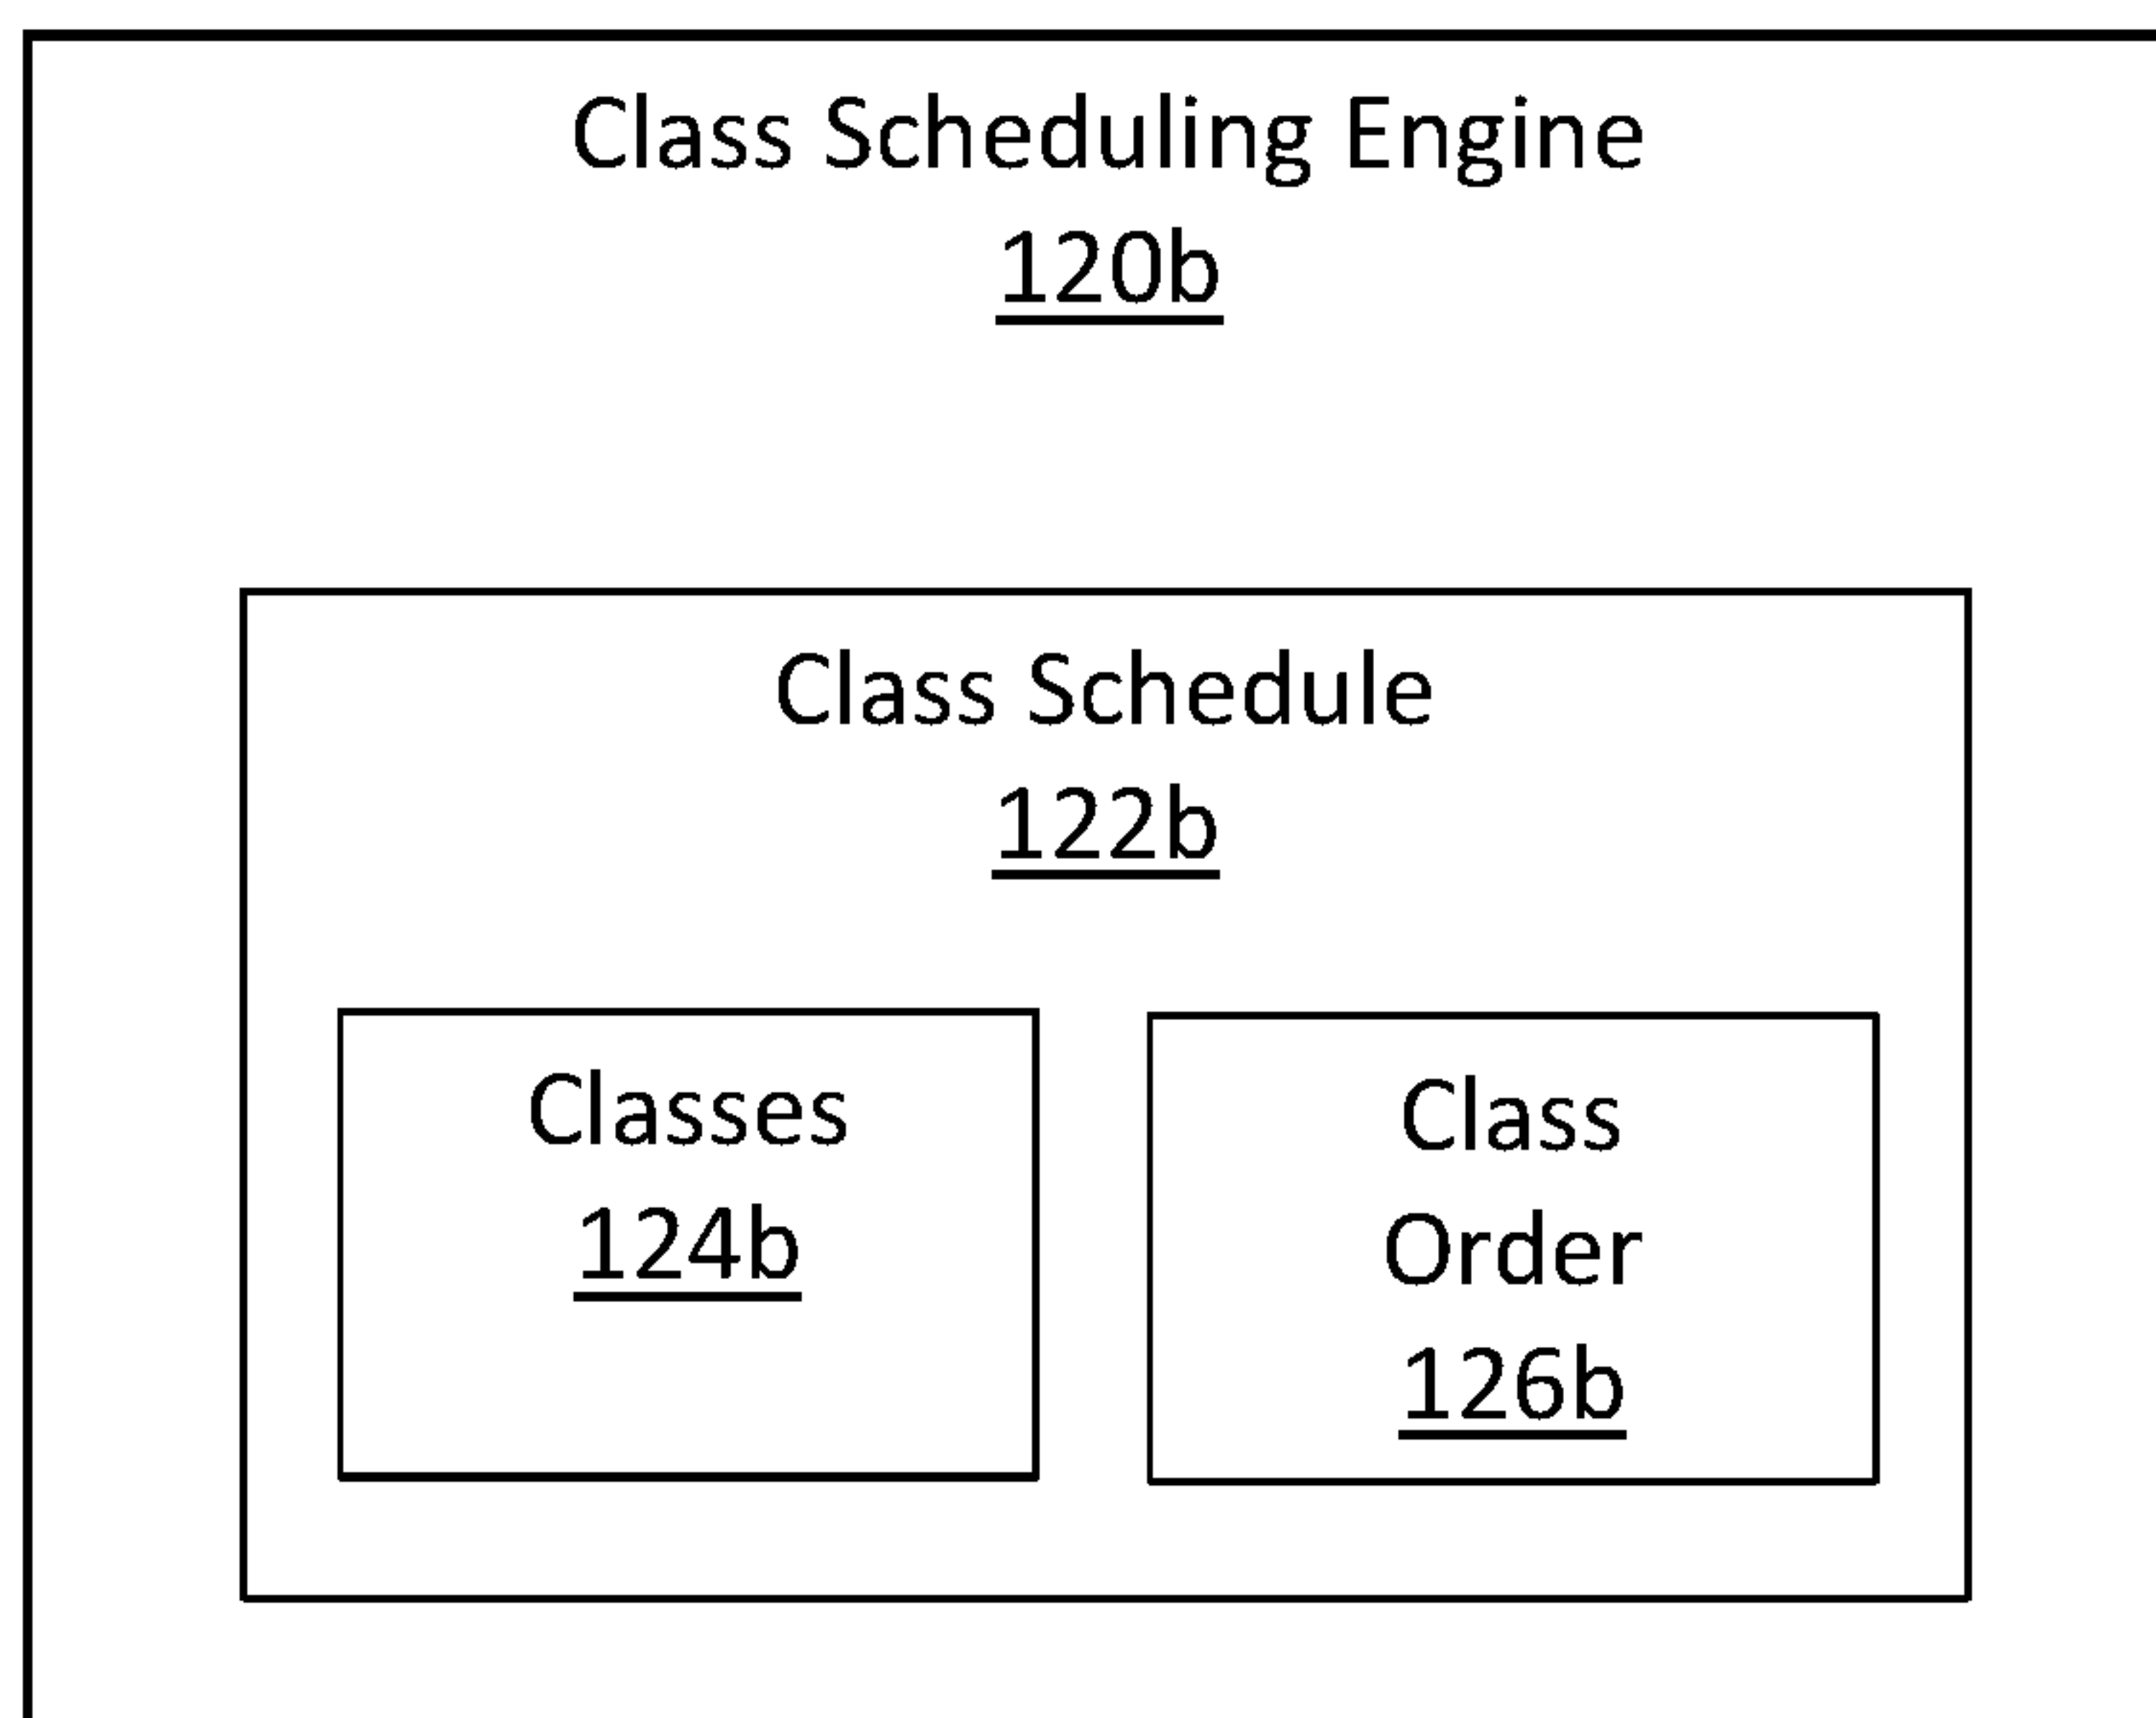 Class Scheduling Engine
120b
Class Schedule
122b
Classes
124b
Class
Order
126b